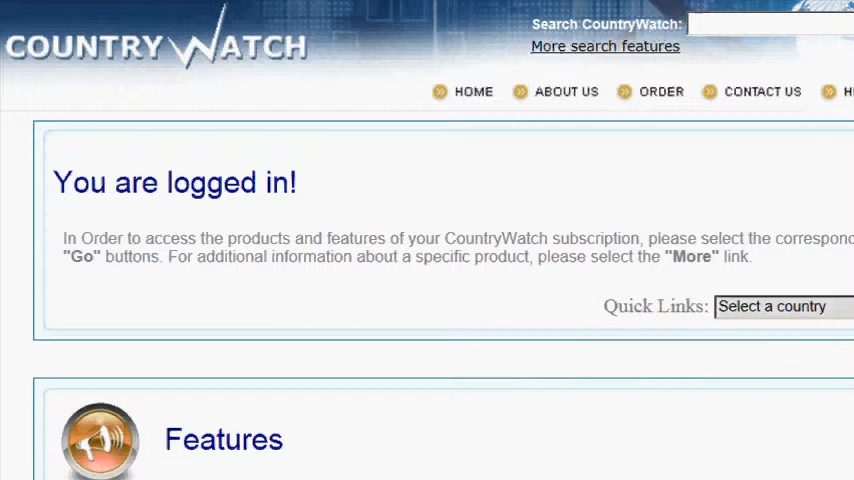 COUNTRYWATCH
Search CountryWatch:
More search features
HOME ABOUT US ORDER CONTACT US
You are logged in!
In Order to access the products and features of your CountryWatch subscription, please select the
"Go" buttons. For additional information about a specific product, please select the "More" link.
Quick Links: Select a country
Features